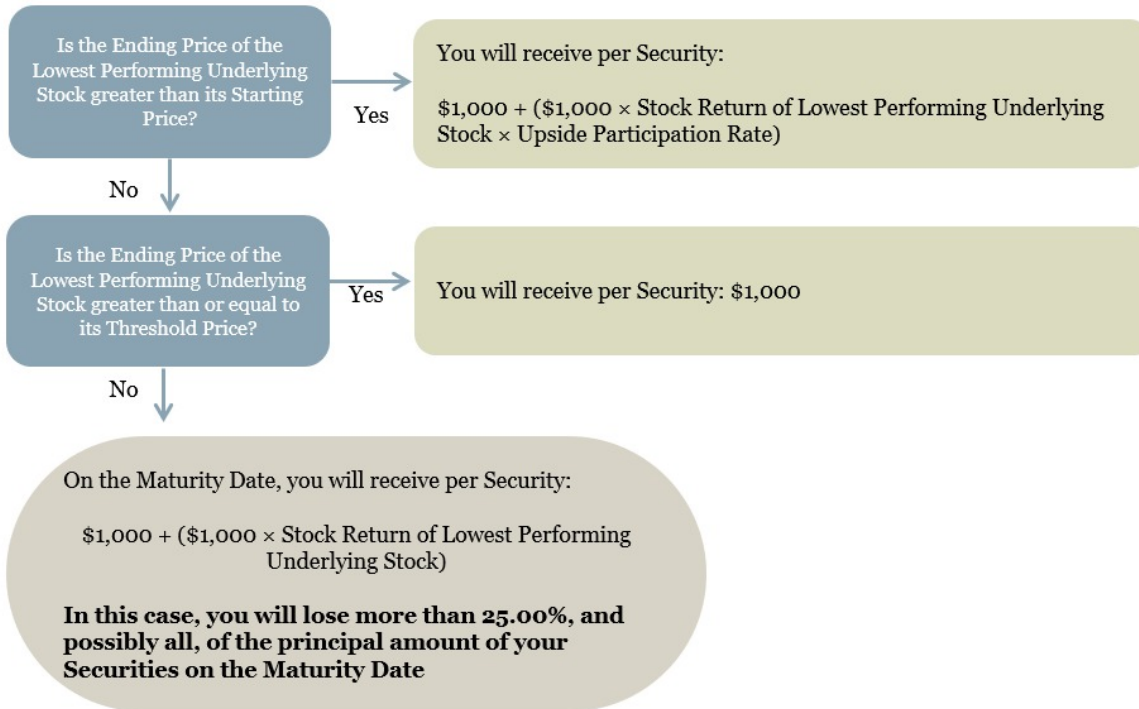 Is the Ending Price of the
Lowest Performing Underlying
Stock greater than its Starting
Price?
Yes
You will receive per Security:
$1,000 + ($1,000 × Stock Return of Lowest Performing Underlying
Stock × Upside Participation Rate)
No
Is the Ending Price of the
Lowest Performing Underlying
Stock greater than or equal to
its Threshold Price?
Yes
You will receive per Security: $1,000
No
On the Maturity Date, you will receive per Security:
$1,000 + ($1,000 × Stock Return of Lowest Performing
Underlying Stock)
In this case, you will lose more than 25.00%, and
possibly all, of the principal amount of your
Securities on the Maturity Date